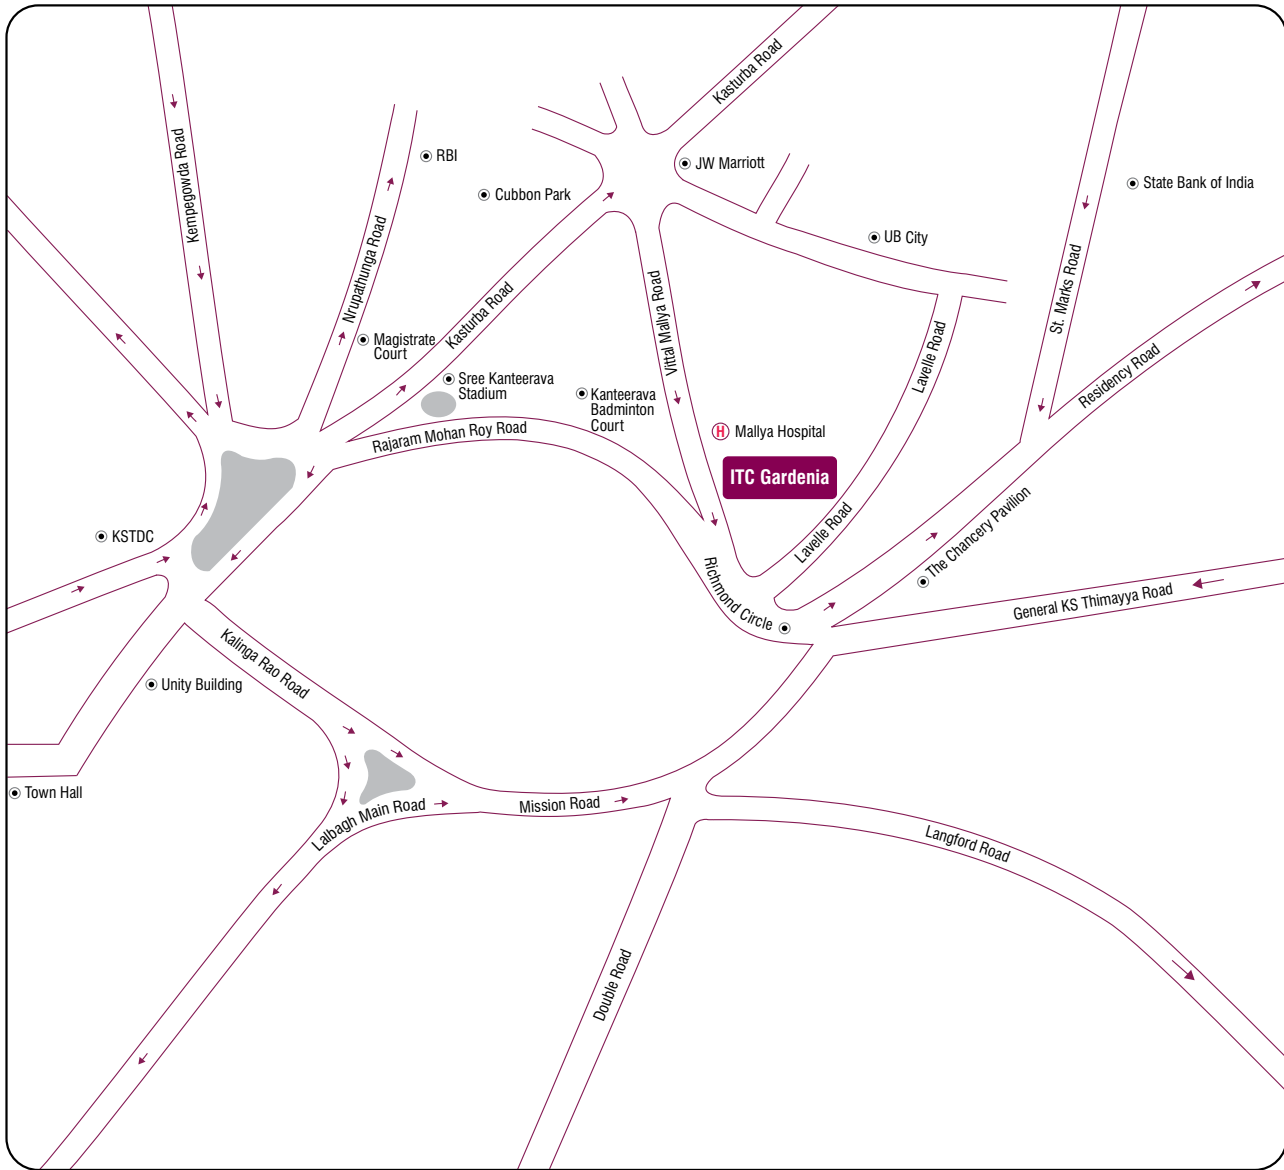 Kasturba Road
Kempegowda Road
RBI
JW Marriott
Cubbon Park
State Bank of India
UB City
Nrupathunga Road
Vittal Mallya Road
St. Marks Road
Kasturba Road
Magistrate
Court
Lavelle Road
Residency Road
Sree Kanteerava
Stadium
Kanteerava
Badminton
Court
Rajaram Mohan Roy Road
H
Mallya Hospital
ITC Gardenia
KSTDC
Lavelle Road
The Chancery Pavilion
Richmond Circle
General KS Thimayya Road
Kalinga Rao Road
Unity Building
Town Hall
Lalbagh Main Road
Mission Road
Langford Road
Double Road